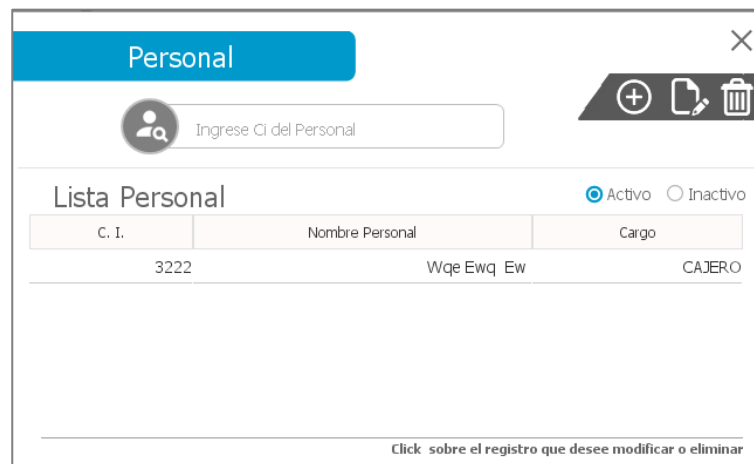 Personal
Ingrese Ci del Personal
Lista Personal
Activo Inactivo
C. I. Nombre Personal Cargo
3222 Wqe Ewq Ew CAJERO
Click sobre el registro que desee modificar o eliminar